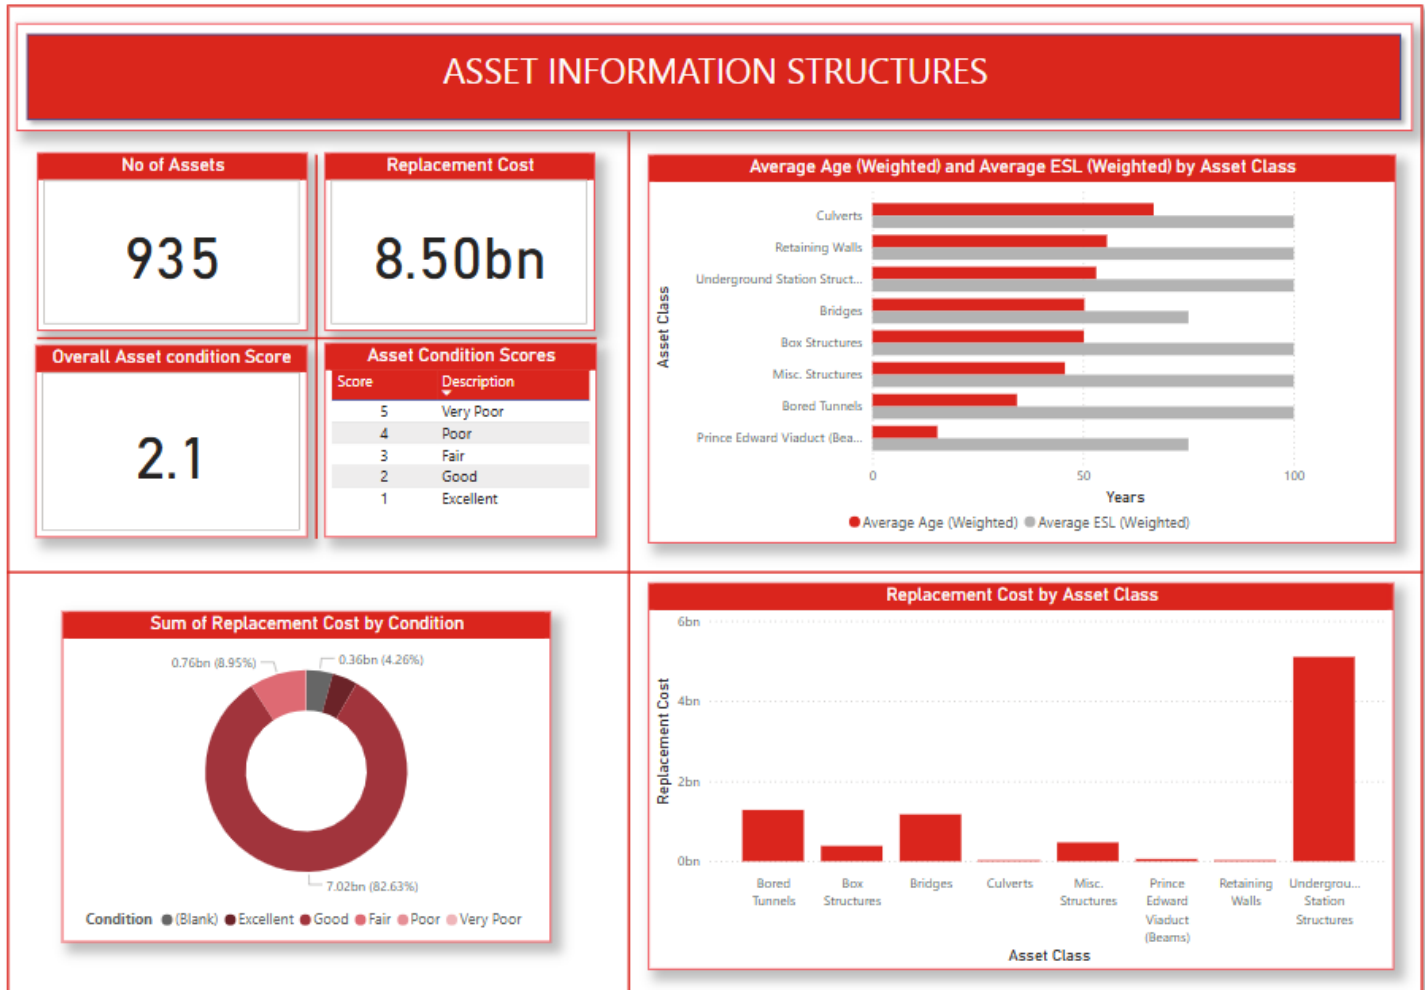 ASSET INFORMATION STRUCTURES
No of Assets
935
Replacement Cost
8.50bn
Overall Asset condition Score
2.1
Asset Condition Scores
Score Description
5 Very Poor
4 Poor
3 Fair
2 Good
1 Excellent
Average Age (Weighted) and Average ESL (Weighted) by Asset Class
Asset Class
Culverts
Retaining Walls
Underground Station Struct...
Bridges
Box Structures
Misc. Structures
Bored Tunnels
Prince Edward Viaduct (Bea...
0 50 100
Years
Average Age (Weighted) Average ESL (Weighted)
Sum of Replacement Cost by Condition
0.76bn (8.95%) 0.36bn (4.26%)
7.02bn (82.63%)
Condition (Blank) Excellent Good Fair Poor Very Poor
Replacement Cost by Asset Class
Replacement Cost
6bn
4bn
2bn
0bn
Bored
Tunnels
Box
Structures
Bridges
Culverts
Misc.
Structures
Prince
Edward
Viaduct
(Beams)
Retaining
Walls
Undergrou...
Station
Structures
Asset Class